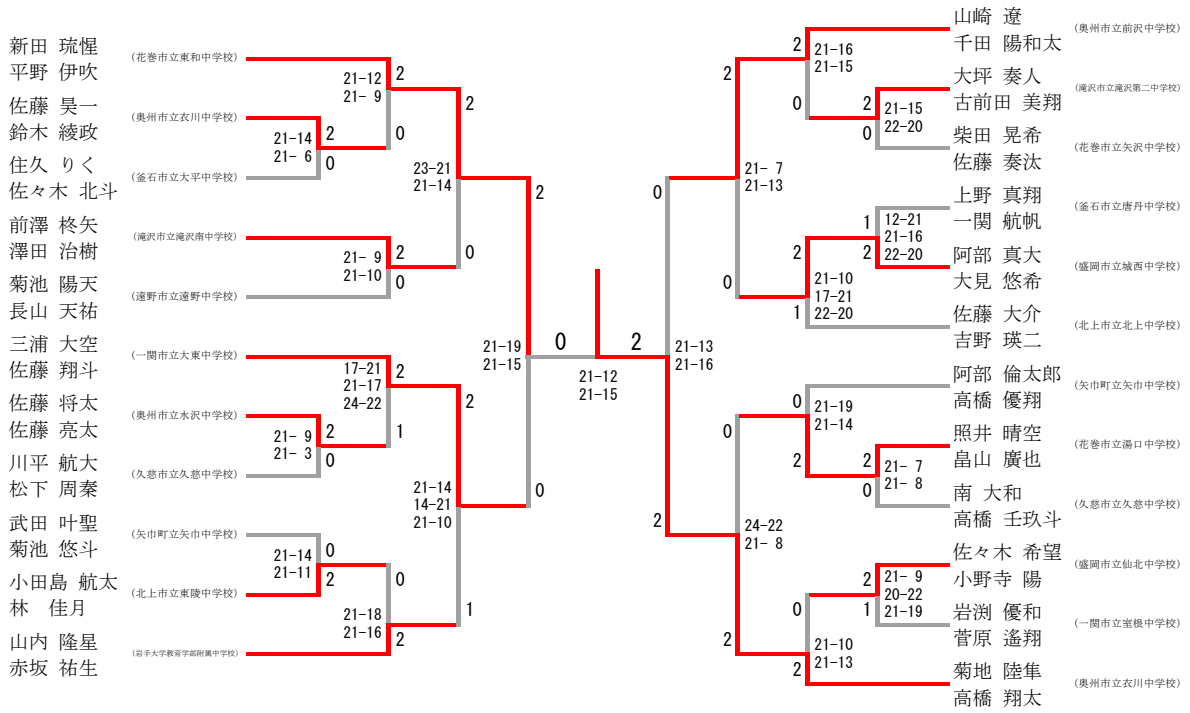 新田 琉惺
平野 伊吹
(花巻市立東和中学校)
佐藤 昊一
鈴木 綾政
(奥州市立衣川中学校)
住久 りく
佐々木 北斗
(釜石市立大平中学校)
前澤 柊矢
澤田 治樹
(滝沢市立滝沢南中学校)
菊池 陽天
長山 天祐
(遠野市立遠野中学校)
三浦 大空
佐藤 翔斗
(一関市立大東中学校)
佐藤 将太
佐藤 亮太
(奥州市立水沢中学校)
川平 航大
松下 周秦
(久慈市立久慈中学校)
武田 叶聖
菊池 悠斗
(矢巾町立矢巾中学校)
小田島 航太
林 佳月
(北上市立東陵中学校)
山内 隆星
赤坂 祐生
(岩手大学教育学部附属中学校)
21-12
21- 9
2
0
21-14
21- 6
2
0
23-21
21-14
2
0
21- 9
21-10
2
0
21-19
21-15
2
0
17-21
21-17
24-22
2
1
21- 9
21- 3
2
0
21-14
14-21
21-10
2
1
21-14
21-11
0
2
21-18
21-16
0
2
0
2
21-12
21-15
山崎 遼
千田 陽和太
(奥州市立前沢中学校)
大坪 奏人
古前田 美翔
(滝沢市立滝沢第二中学校)
柴田 晃希
佐藤 奏汰
(花巻市立矢沢中学校)
上野 真翔
一関 航帆
(釜石市立唐丹中学校)
阿部 真大
大見 悠希
(盛岡市立城西中学校)
佐藤 大介
吉野 瑛二
(北上市立北上中学校)
阿部 倫太郎
高橋 優翔
(矢巾町立矢巾中学校)
照井 晴空
畠山 廣也
(花巻市立湯口中学校)
南 大和
高橋 壬玖斗
(久慈市立久慈中学校)
佐々木 希望
小野寺 陽
(盛岡市立仙北中学校)
岩渕 優和
菅原 遙翔
(一関市立室根中学校)
菊地 陸隼
高橋 翔太
(奥州市立衣川中学校)
2
0
21-16
21-15
2
0
21-15
22-20
2
0
21- 7
21-13
1
2
12-21
21-16
22-20
2
1
21-10
17-21
22-20
0
2
21-13
21-16
0
2
21-19
21-14
2
0
21- 7
21- 8
0
2
24-22
21- 8
2
1
21- 9
20-22
21-19
0
2
21-10
21-13